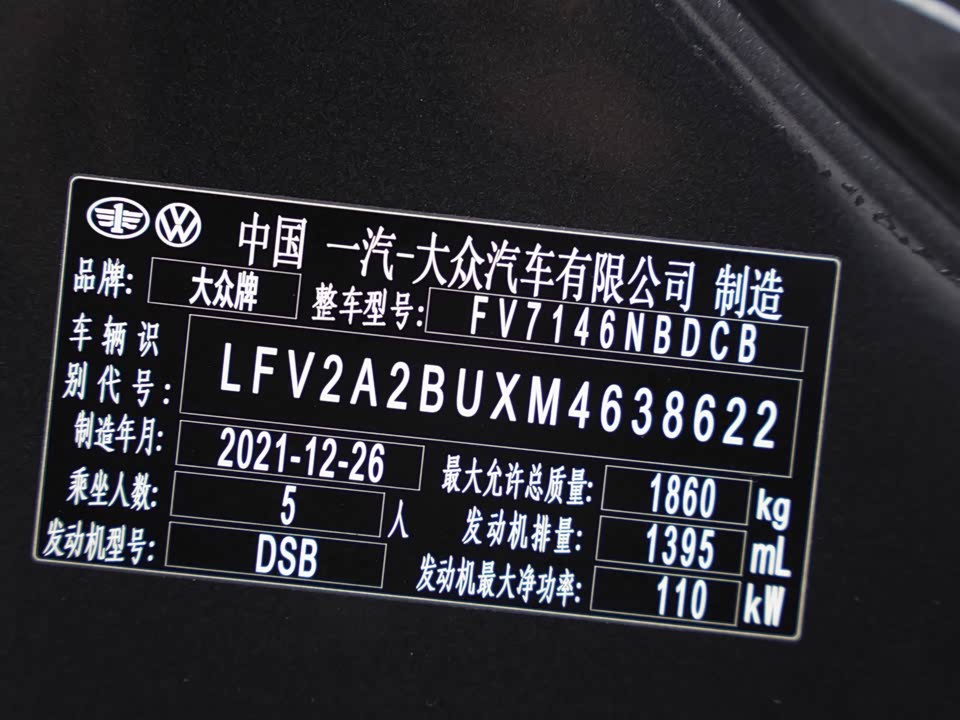 中国 一汽-大众汽车有限公司 制造
品牌: 大众牌 整车型号: FV7146NBDCB
车辆识
别代号: LFV2A2BUXM4638622
制造年月: 2021-12-26 最大允许总质量: 1860 kg
乘坐人数: 5 人 发动机排量: 1395 mL
发动机型号: DSB 发动机最大净功率: 110 kW